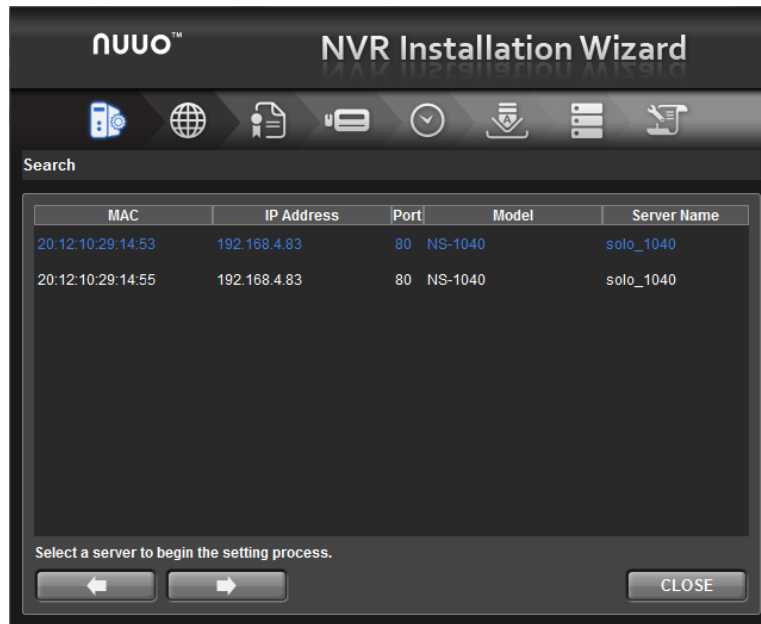 nuuo™ NVR Installation Wizard
Search
MAC IP Address Port Model Server Name
20:12:10:29:14:53 192.168.4.83 80 NS-1040 solo_1040
20:12:10:29:14:55 192.168.4.83 80 NS-1040 solo_1040
Select a server to begin the setting process.
CLOSE